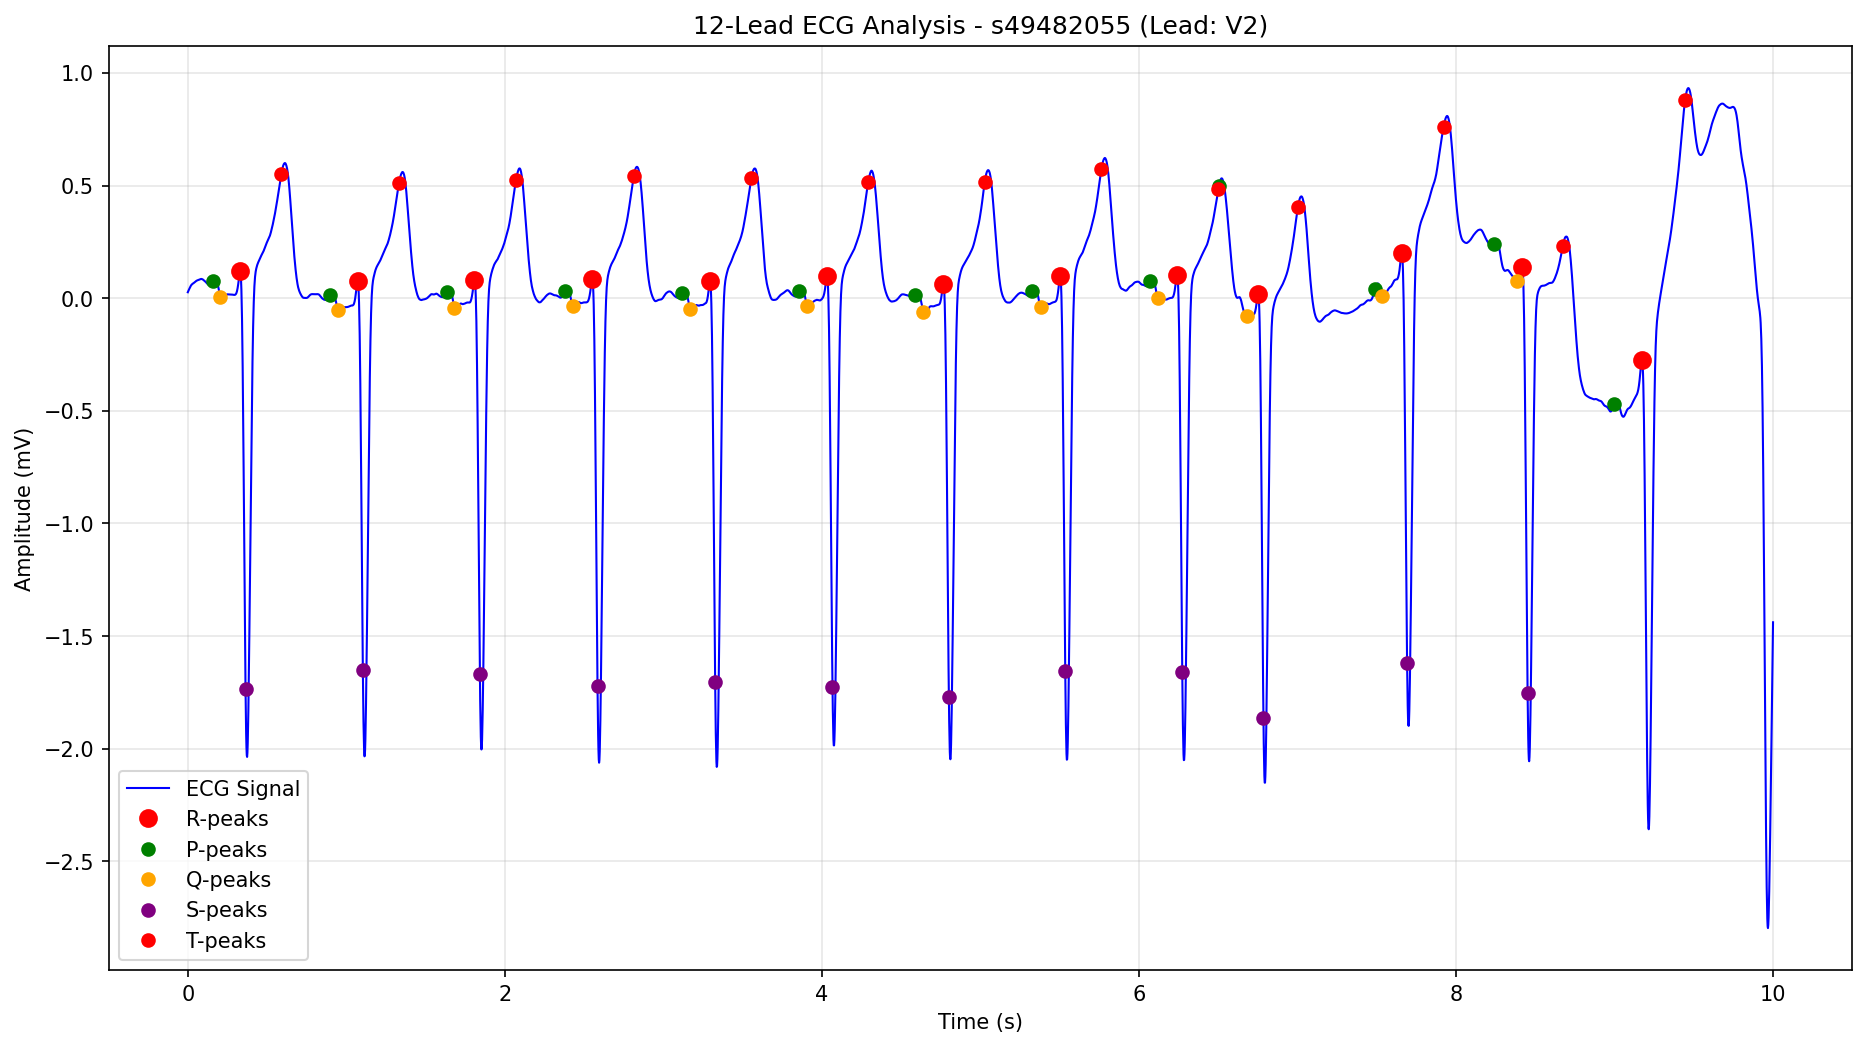 12-Lead ECG Analysis - s49482055 (Lead: V2)
Amplitude (mV)
1.0
0.5
0.0
−0.5
−1.0
−1.5
−2.0
−2.5
ECG Signal
R-peaks
P-peaks
Q-peaks
S-peaks
T-peaks
0 2 4 6 8 10
Time (s)